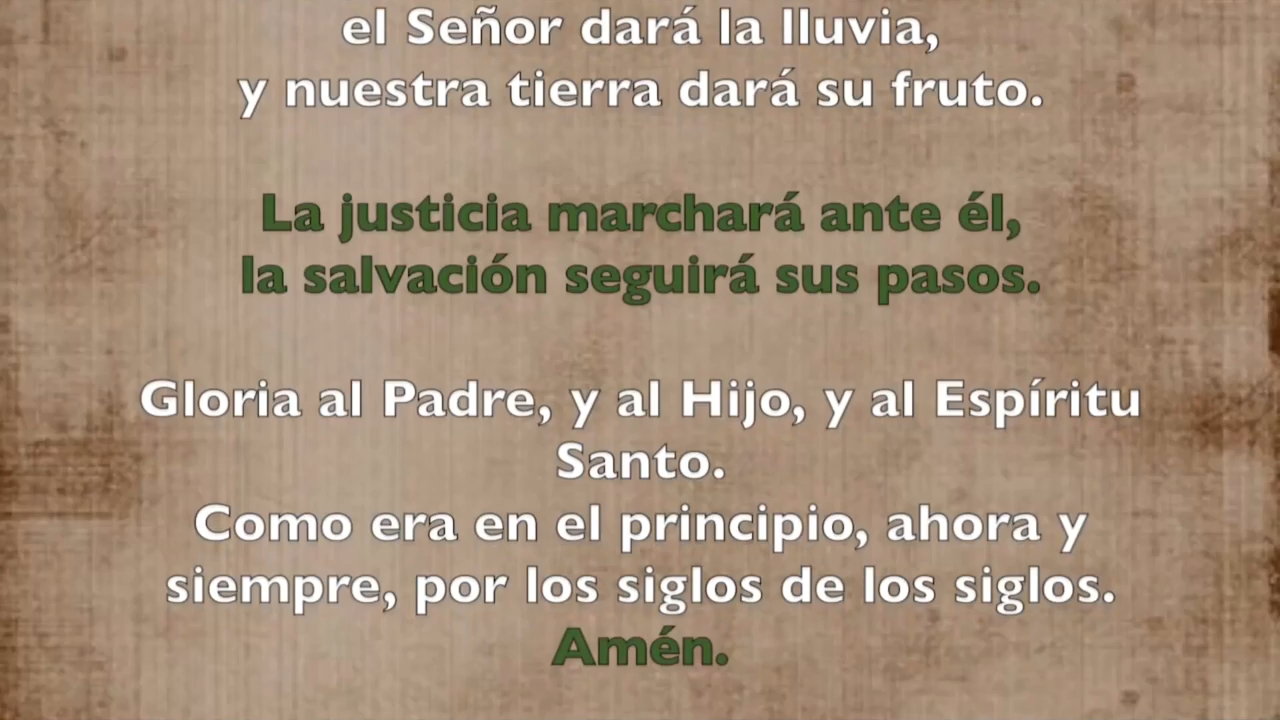 el Señor dará la lluvia,
y nuestra tierra dará su fruto.
La justicia marchará ante él,
la salvación seguirá sus pasos.
Gloria al Padre, y al Hijo, y al Espíritu
Santo.
Como era en el principio, ahora y
siempre, por los siglos de los siglos.
Amén.